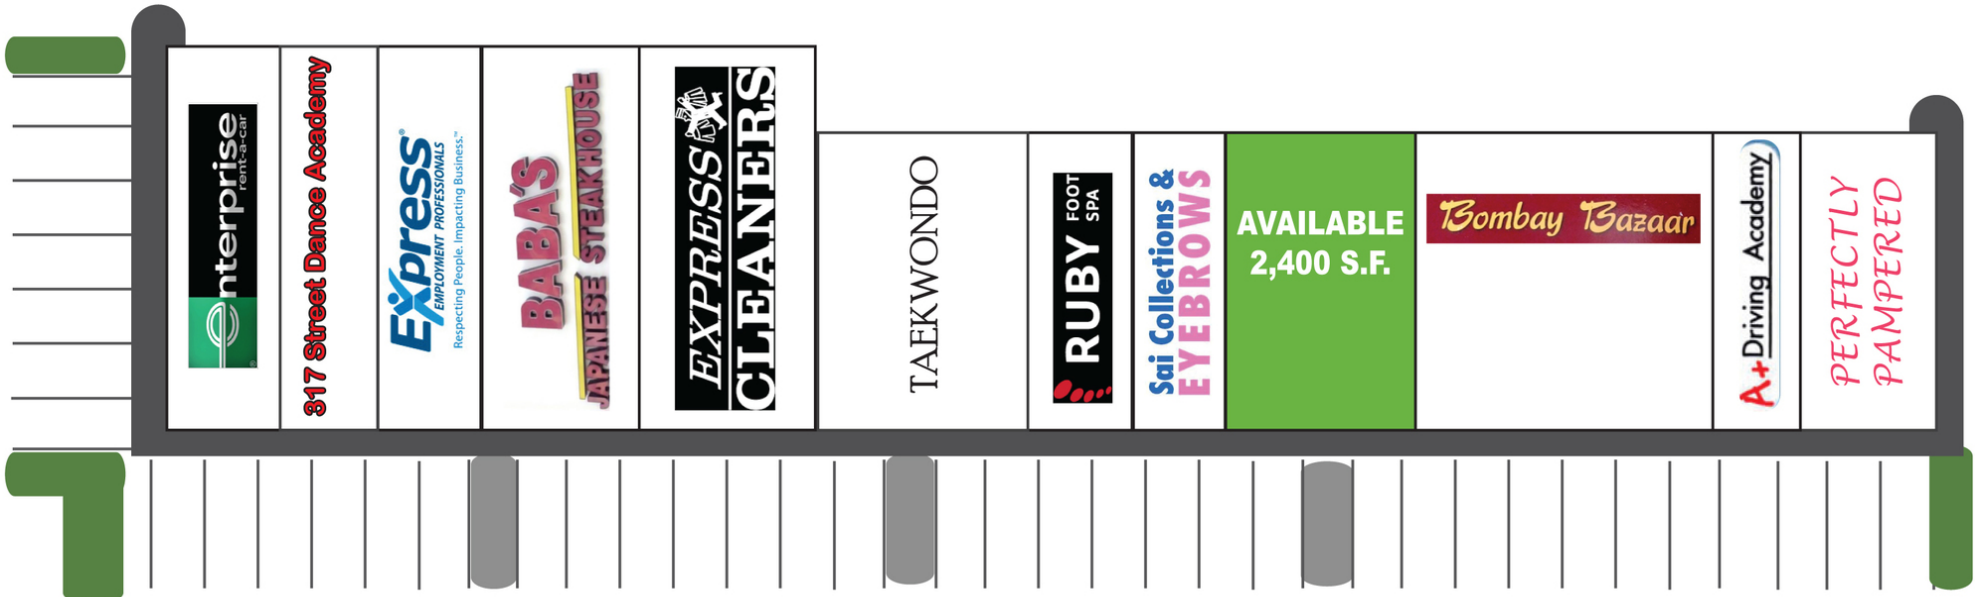 enterprise
rent-a-car
317 Street Dance Academy
Express®
EMPLOYMENT PROFESSIONALS
Respecting People. Impacting Business.™
BABA'S
JAPANESE STEAKHOUSE
EXPRESS
CLEANERS
TAEKWONDO
RUBY FOOT SPA
Sai Collections &
EYEBROWS
AVAILABLE
2,400 S.F.
Bombay Bazaar
A+ Driving Academy
PERFECTLY
PAMPERED